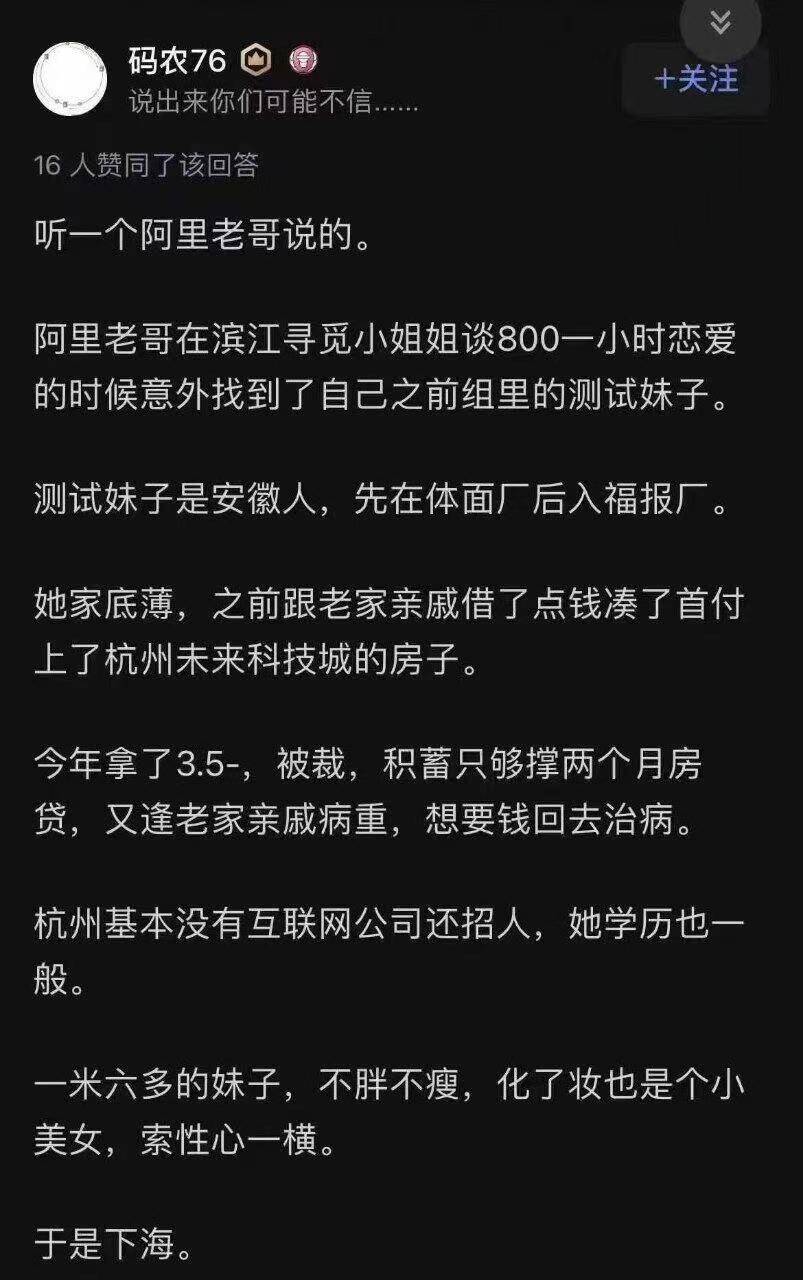 码农76
说出来你们可能不信......
+关注
16 人赞同了该回答
听一个阿里老哥说的。
阿里老哥在滨江寻觅小姐姐谈800一小时恋爱
的时候意外找到了自己之前组里的测试妹子。
测试妹子是安徽人，先在体面厂后入福报厂。
她家底薄，之前跟老家亲戚借了点钱凑了首付
上了杭州未来科技城的房子。
今年拿了3.5-，被裁，积蓄只够撑两个月房
贷，又逢老家亲戚病重，想要钱回去治病。
杭州基本没有互联网公司还招人，她学历也一
般。
一米六多的妹子，不胖不瘦，化了妆也是个小
美女，索性心一横。
于是下海。